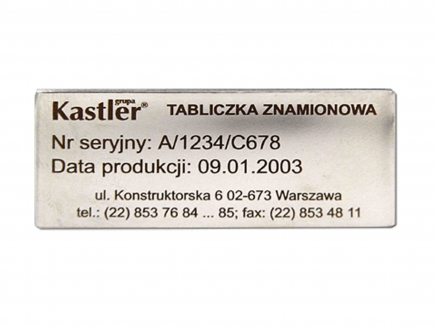 grupa
Kastler® TABLICZKA ZNAMIONOWA
Nr seryjny: A/1234/C678
Data produkcji: 09.01.2003
ul. Konstruktorska 6 02-673 Warszawa
tel.: (22) 853 76 84 ... 85; fax: (22) 853 48 11